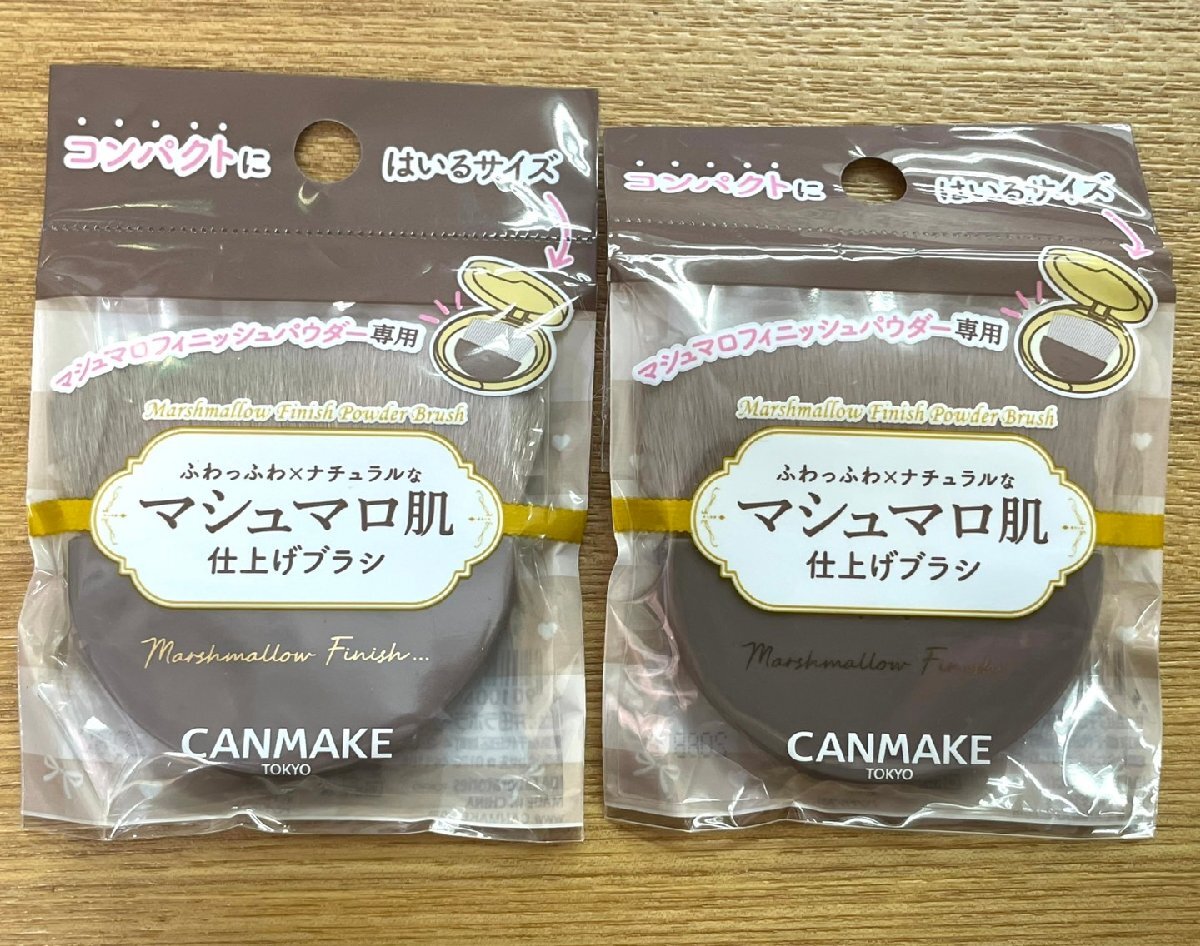 コンパクトに はいるサイズ
マシュマロフィニッシュパウダー専用
Marshmallow Finish Powder Brush
ふわっふわ×ナチュラルな
マシュマロ肌
仕上げブラシ
Marshmallow Finish...
CANMAKE
TOKYO
コンパクトに はいるサイズ
マシュマロフィニッシュパウダー専用
Marshmallow Finish Powder Brush
ふわっふわ×ナチュラルな
マシュマロ肌
仕上げブラシ
Marshmallow Finish...
CANMAKE
TOKYO